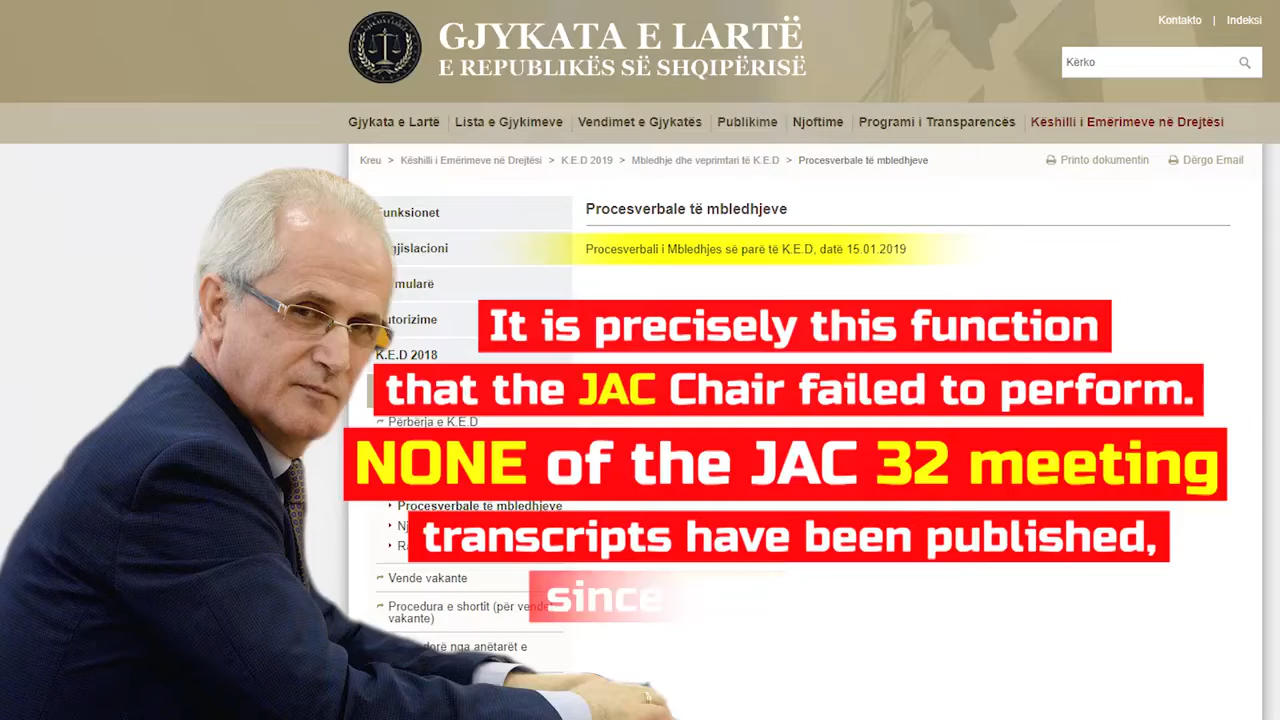 Kontakto | Indeksi
GJYKATA E LARTË
E REPUBLIKËS SË SHQIPËRISË
Kërko
Gjykata e Lartë
Lista e Gjykimeve
Vendimet e Gjykatës
Publikime
Njoftime
Programi i Transparencës
Këshilli i Emërimeve në Drejtësi
Kreu > Këshilli i Emërimeve në Drejtësi > K.E.D 2019 > Mbledhje dhe veprimtari të K.E.D > Procesverbale të mbledhjeve
Printo dokumentin
Dërgo Email
Procesverbale të mbledhjeve
Procesverbali i Mbledhjes së parë të K.E.D, datë 15.01.2019
K.E.D 2018
Përbërja e K.E.D
Procesverbale të mbledhjeve
Vende vakante
Procedura e shortit (për
vakante)
nga anëtarët e
It is precisely this function
that the JAC Chair failed to perform.
NONE of the JAC 32 meeting
transcripts have been published,
since